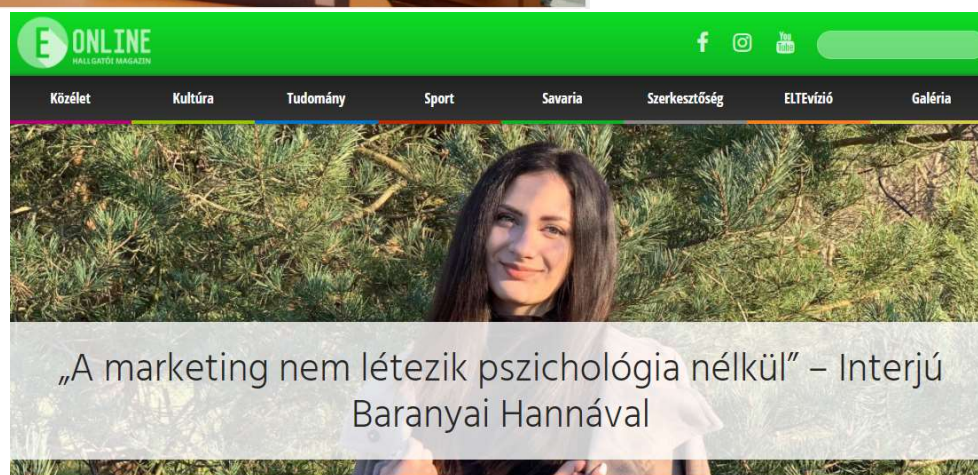 E ONLINE
HALLGATÓI MAGAZIN
You
Tube
Közélet Kultúra Tudomány Sport Savaria Szerkesztőség ELTEvízió Galéria
„A marketing nem létezik pszichológia nélkül” – Interjú
Baranyai Hannával